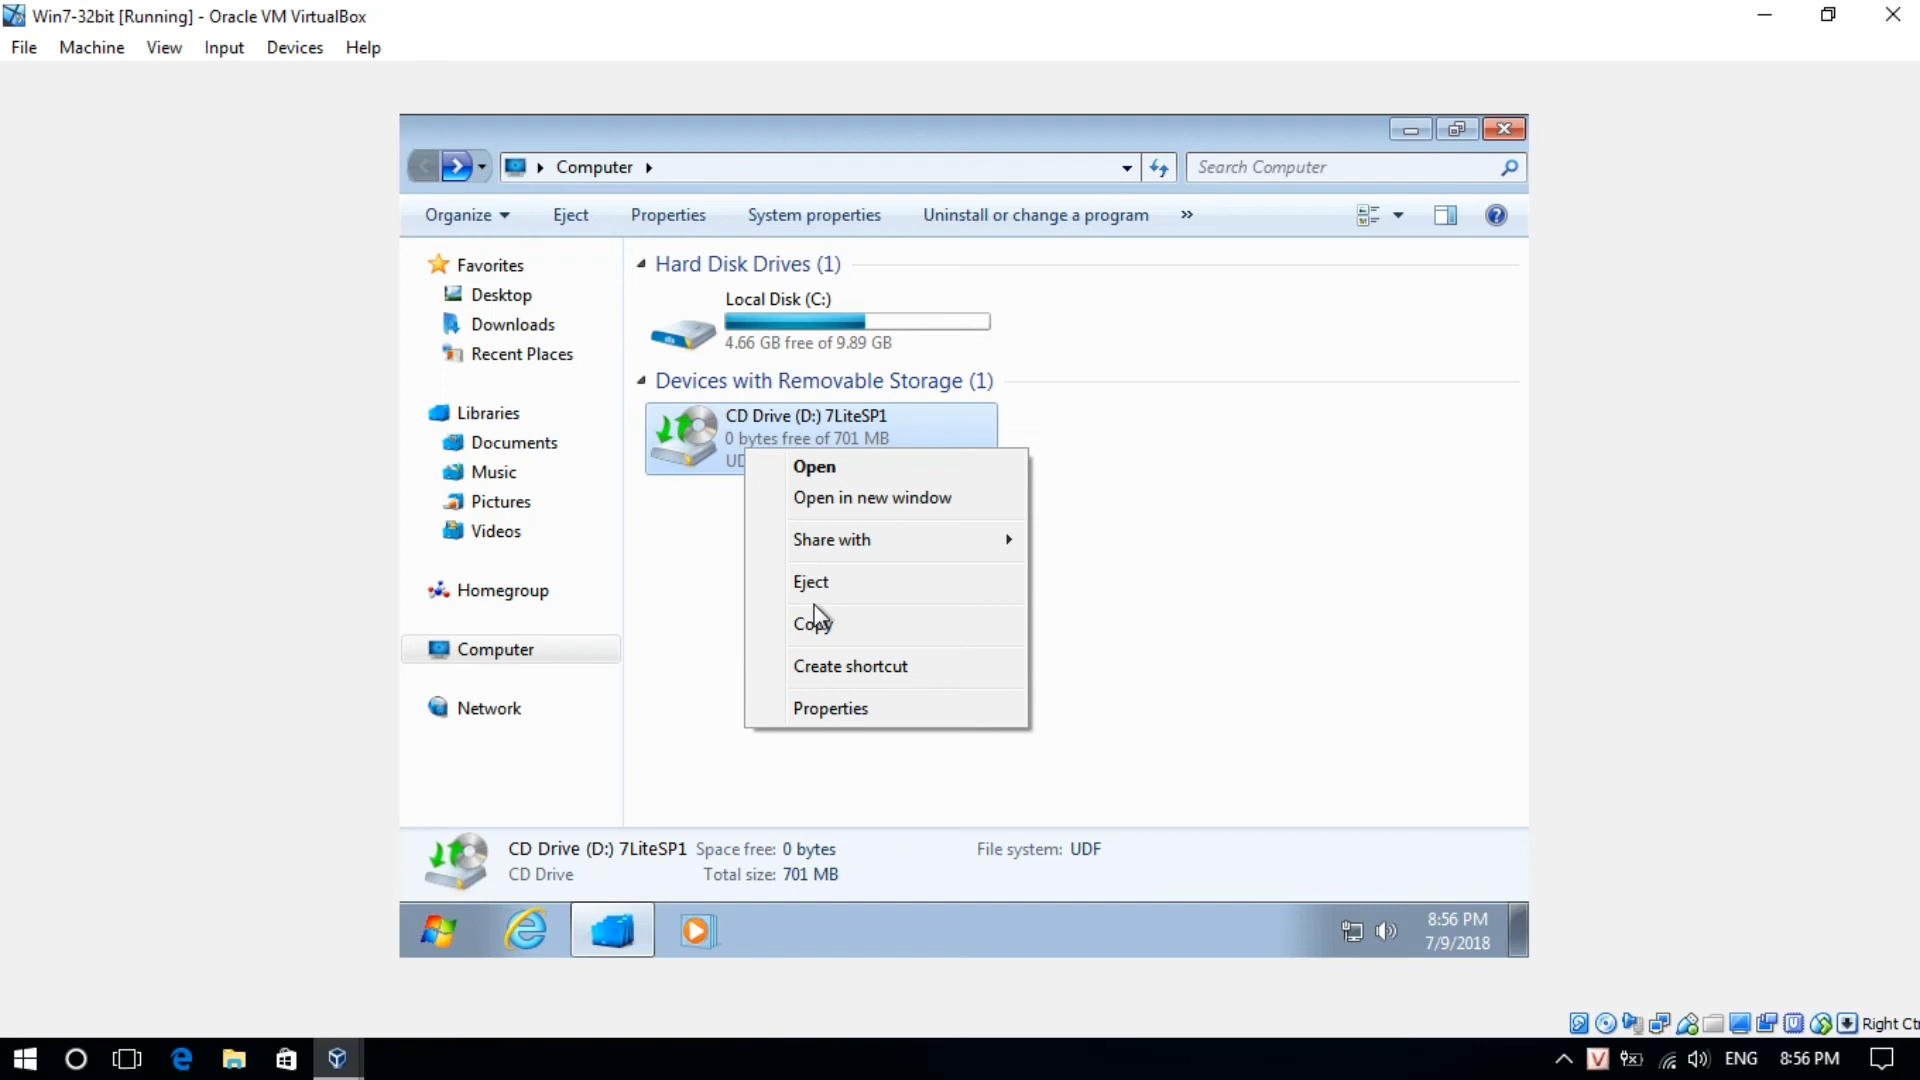 Win7-32bit [Running] - Oracle VM VirtualBox
File Machine View Input Devices Help
Computer
Search Computer
Organize Eject Properties System properties Uninstall or change a program »
Favorites
Desktop
Downloads
Recent Places
Libraries
Documents
Music
Pictures
Videos
Homegroup
Computer
Network
Hard Disk Drives (1)
Local Disk (C:)
4.66 GB free of 9.89 GB
Devices with Removable Storage (1)
CD Drive (D:) 7LiteSP1
0 bytes free of 701 MB
Open
Open in new window
Share with
Eject
Copy
Create shortcut
Properties
CD Drive (D:) 7LiteSP1 Space free: 0 bytes File system: UDF
CD Drive Total size: 701 MB
8:56 PM
7/9/2018
Right Ct
ENG 8:56 PM